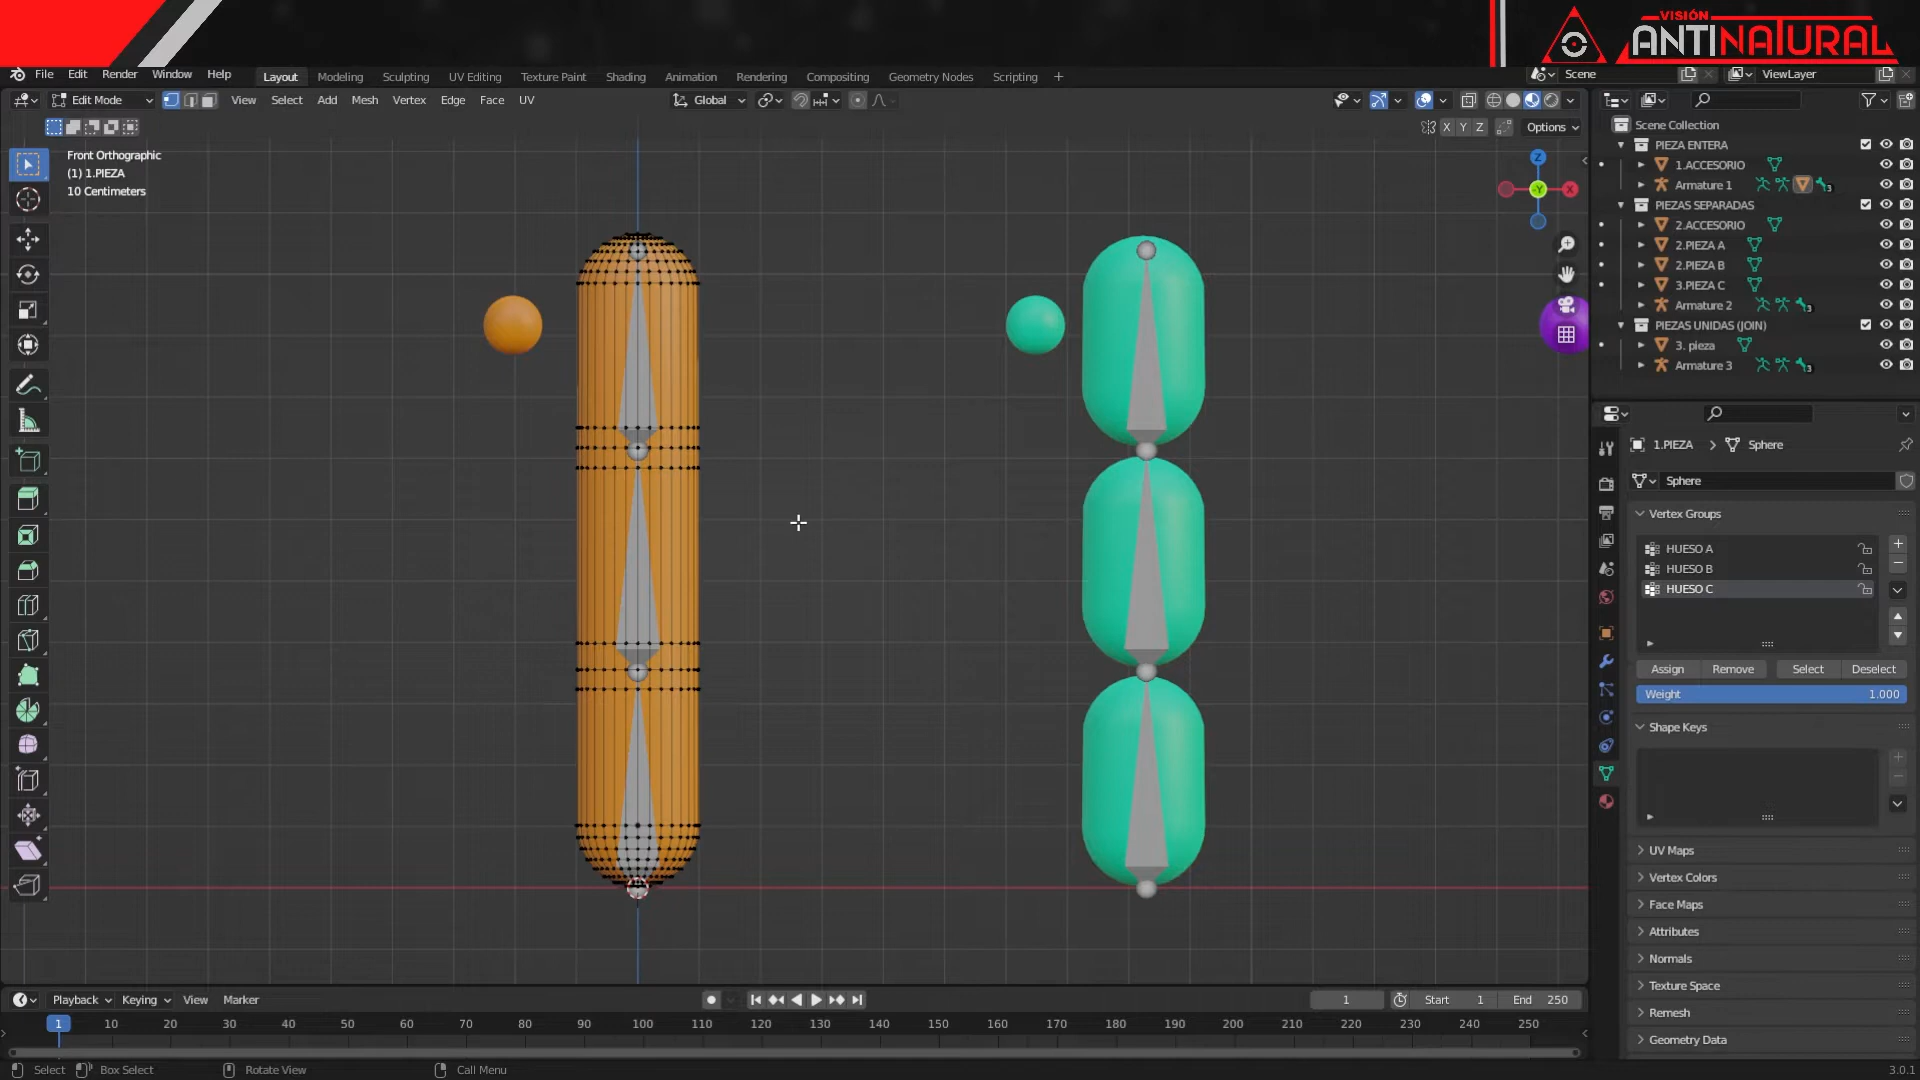 VISIÓN
ANTINATURAL
File Edit Render Window Help
Layout Modeling Sculpting UV Editing Texture Paint Shading Animation Rendering Compositing Geometry Nodes Scripting +
Scene ViewLayer
Edit Mode View Select Add Mesh Vertex Edge Face UV Global
X Y Z Options
Front Orthographic
(1) 1.PIEZA
10 Centimeters
Z
Y
X
Scene Collection
PIEZA ENTERA
1.ACCESORIO
Armature 1 3
PIEZAS SEPARADAS
2.ACCESORIO
2.PIEZA A
2.PIEZA B
3.PIEZA C
Armature 2 3
PIEZAS UNIDAS (JOIN)
3. pieza
Armature 3 3
1.PIEZA > Sphere
Sphere
Vertex Groups
HUESO A
HUESO B
HUESO C
Assign Remove Select Deselect
Weight 1.000
Shape Keys
UV Maps
Vertex Colors
Face Maps
Attributes
Normals
Texture Space
Remesh
Geometry Data
Playback Keying View Marker 1 Start 1 End 250
1 10 20 30 40 50 60 70 80 90 100 110 120 130 140 150 160 170 180 190 200 210 220 230 240 250
Select Box Select Rotate View Call Menu 3.0.1